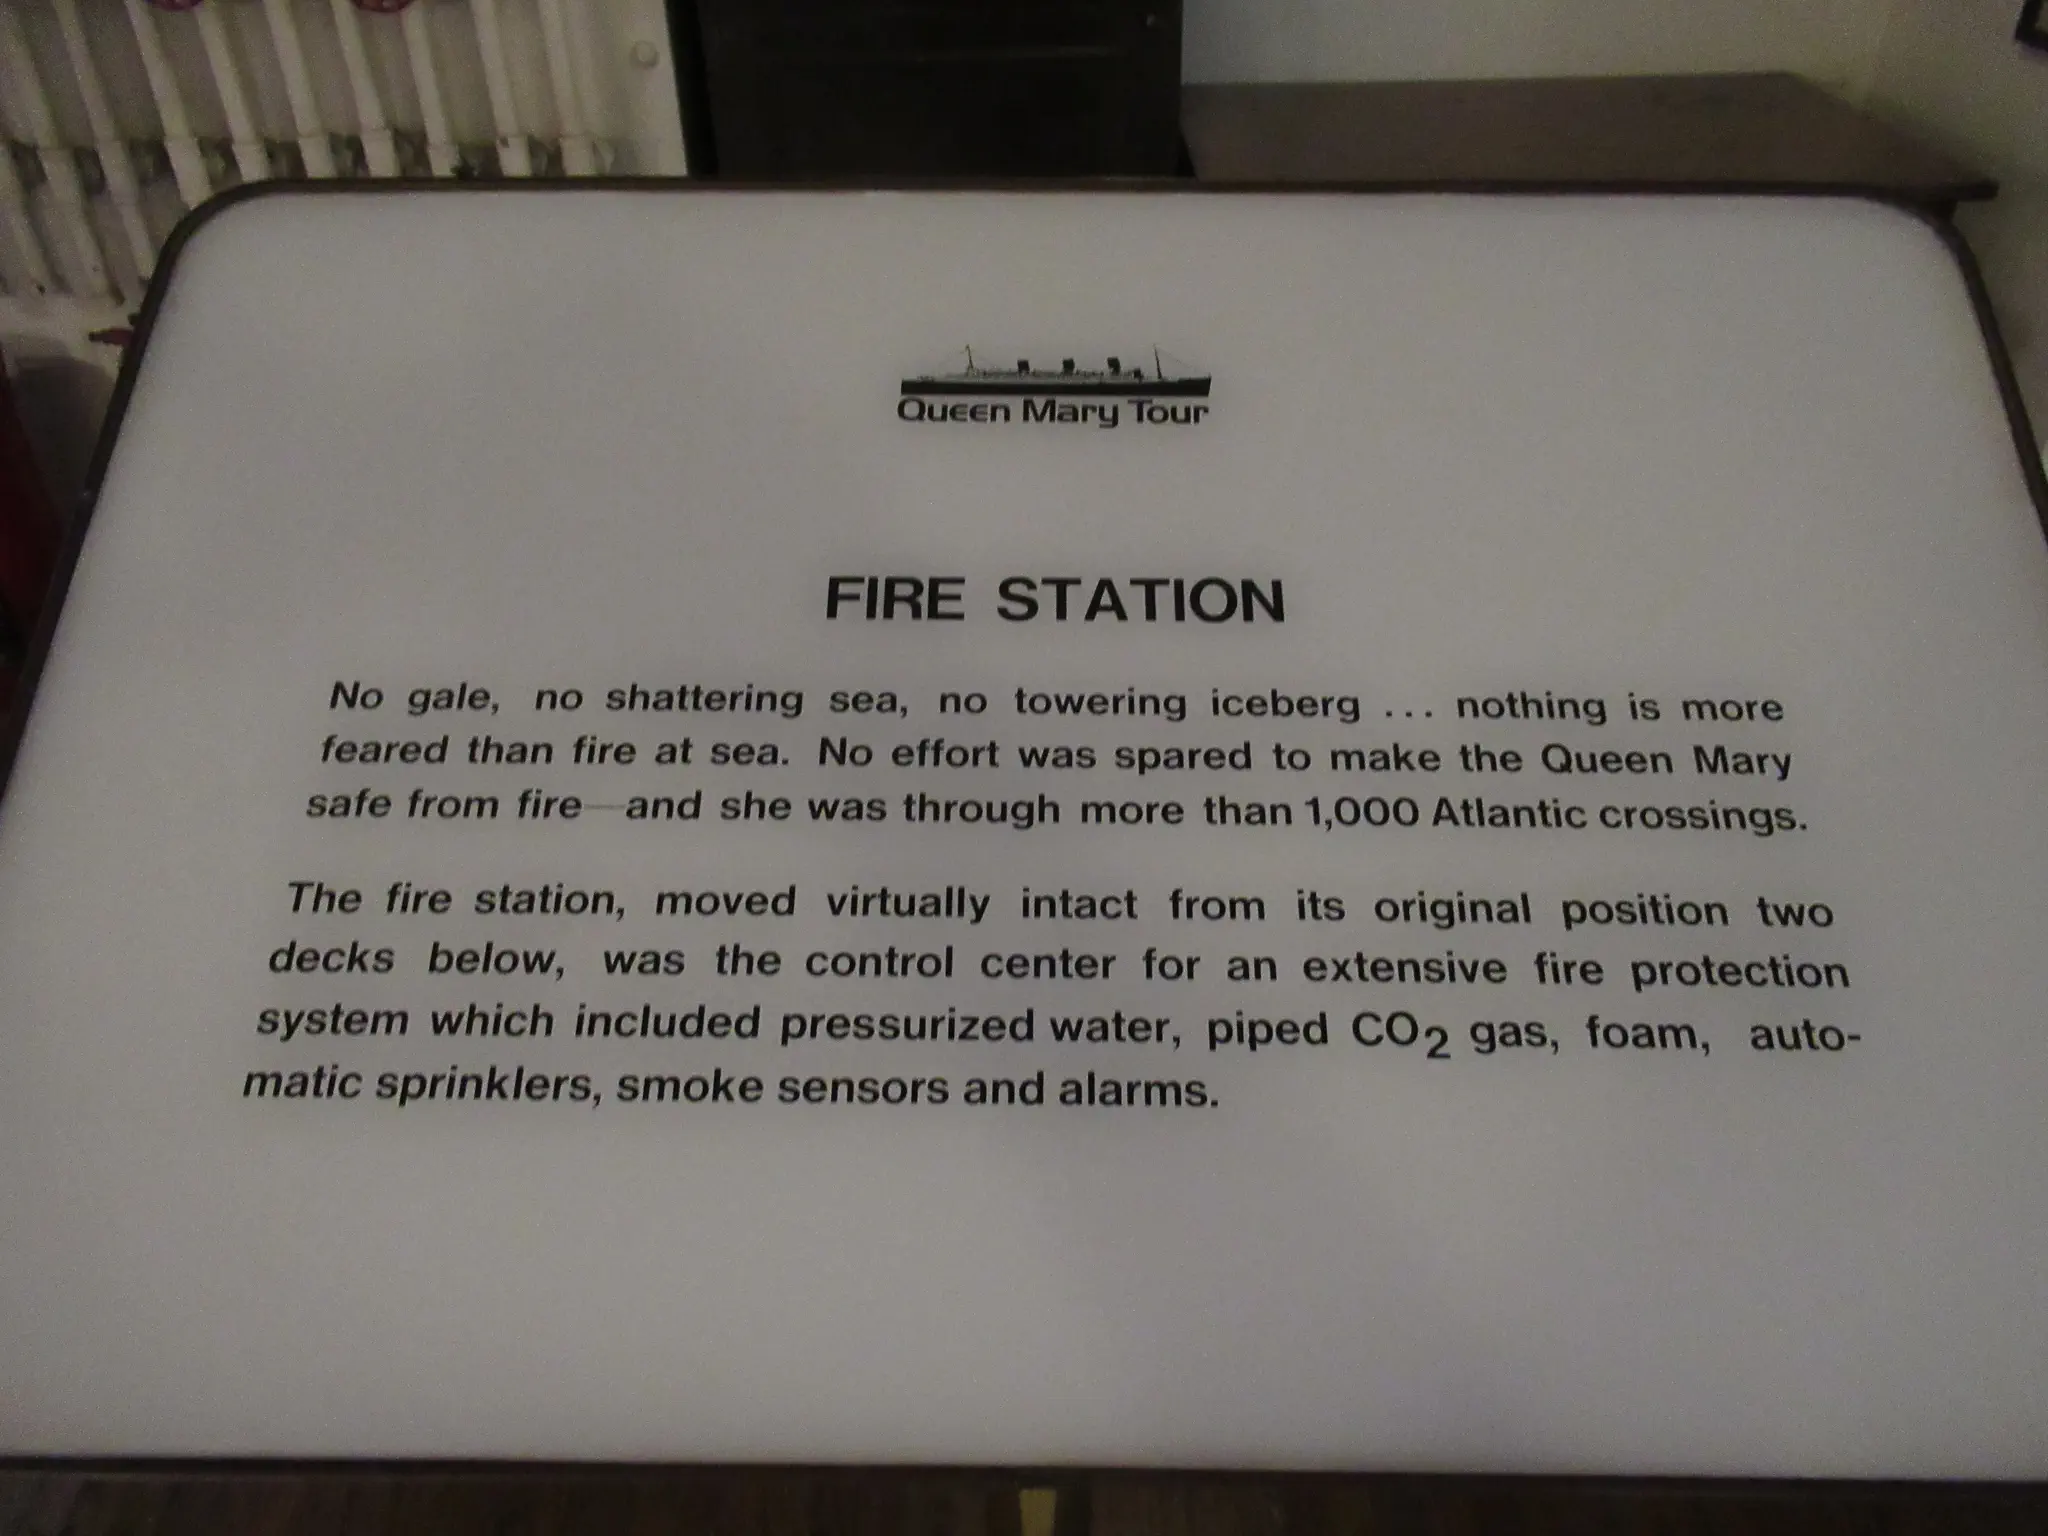 Queen Mary Tour
FIRE STATION
No gale, no shattering sea, no towering iceberg ... nothing is more
feared than fire at sea. No effort was spared to make the Queen Mary
safe from fire—and she was through more than 1,000 Atlantic crossings.
The fire station, moved virtually intact from its original position two
decks below, was the control center for an extensive fire protection
system which included pressurized water, piped CO₂ gas, foam, auto-
matic sprinklers, smoke sensors and alarms.